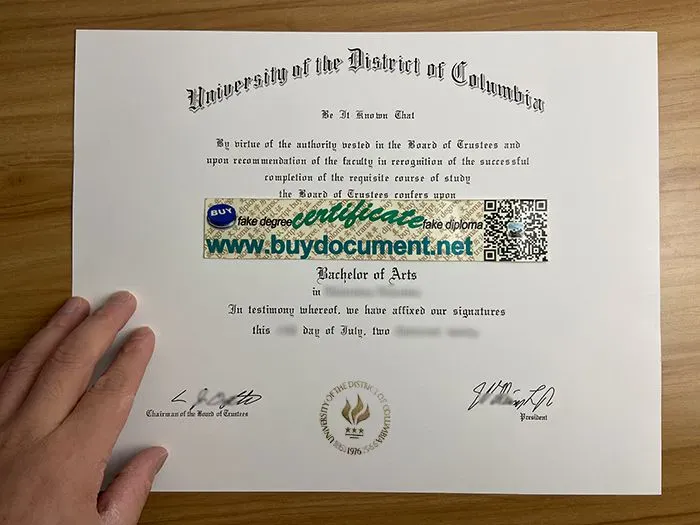 University of the District of Columbia
Be It Known That
By virtue of the authority vested in the Board of Trustees and
upon recommendation of the faculty in rerognition of the successful
completion of the requisite course of study
the Board of Trustees confers upon
BUY
fake degree certificate fake diploma
www.buydocument.net
Bachelor of Arts
in
In testimony whereof, we have affixed our signatures
this day of July, two
Chairman of the Board of Trustees
President
UNIVERSITY OF THE DISTRICT OF COLUMBIA
1976